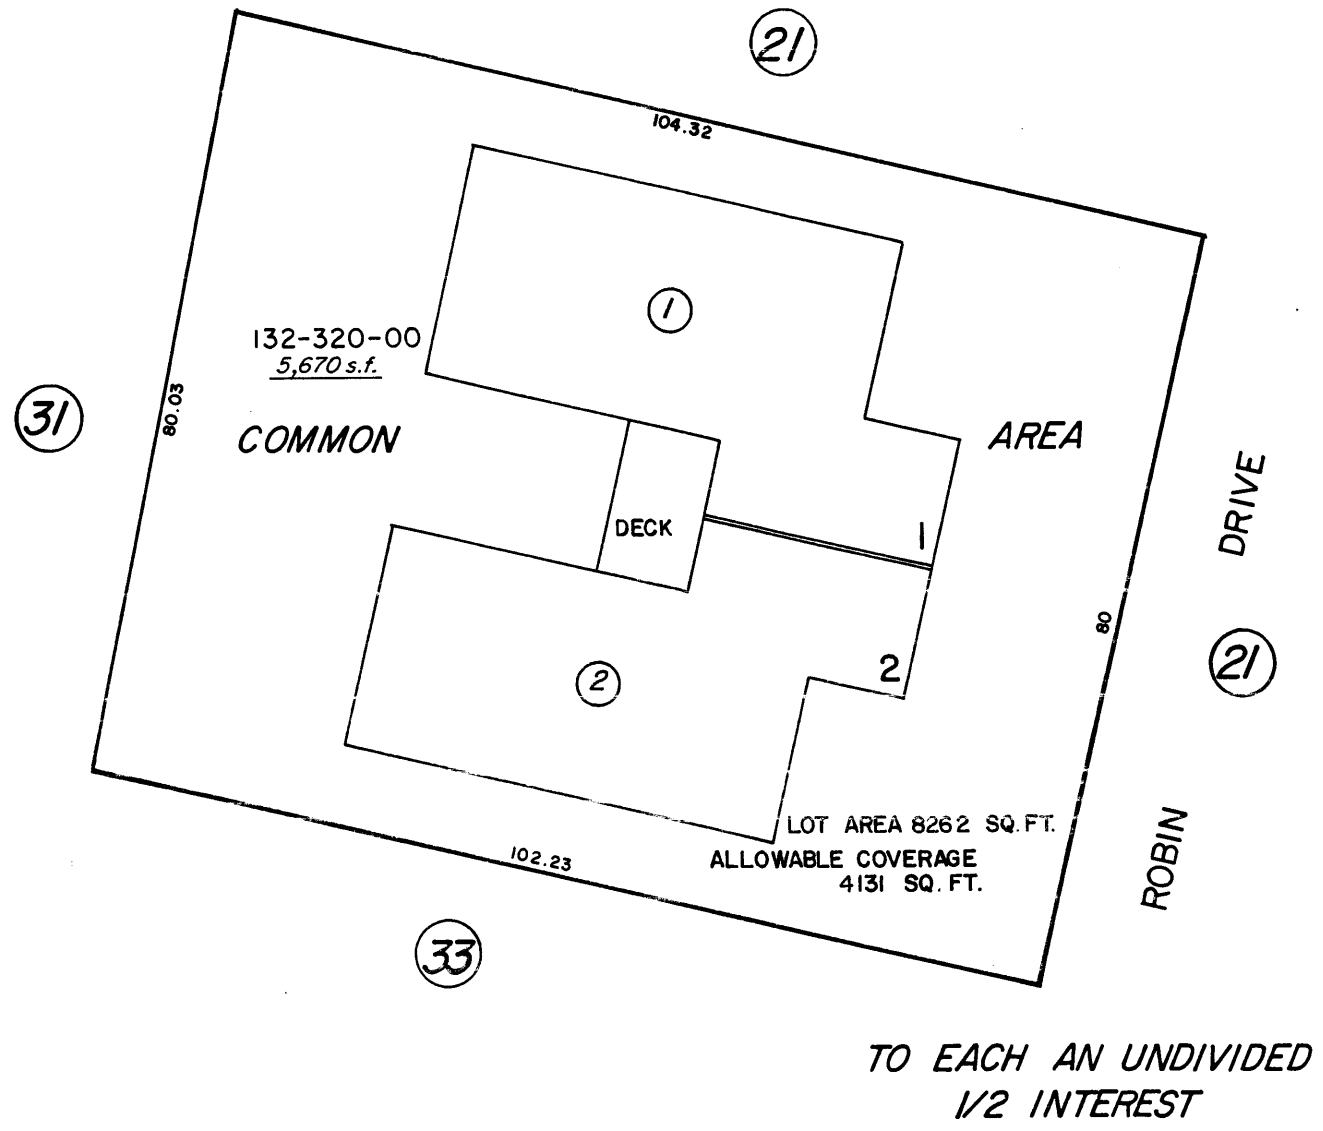 21
104.32
1
132-320-00
5,670 s.f.
31
80.03
COMMON
AREA
DRIVE
DECK
1
80
21
2
2
LOT AREA 8262 SQ. FT.
ALLOWABLE COVERAGE
4131 SQ. FT.
102.23
ROBIN
33
TO EACH AN UNDIVIDED
1/2 INTEREST